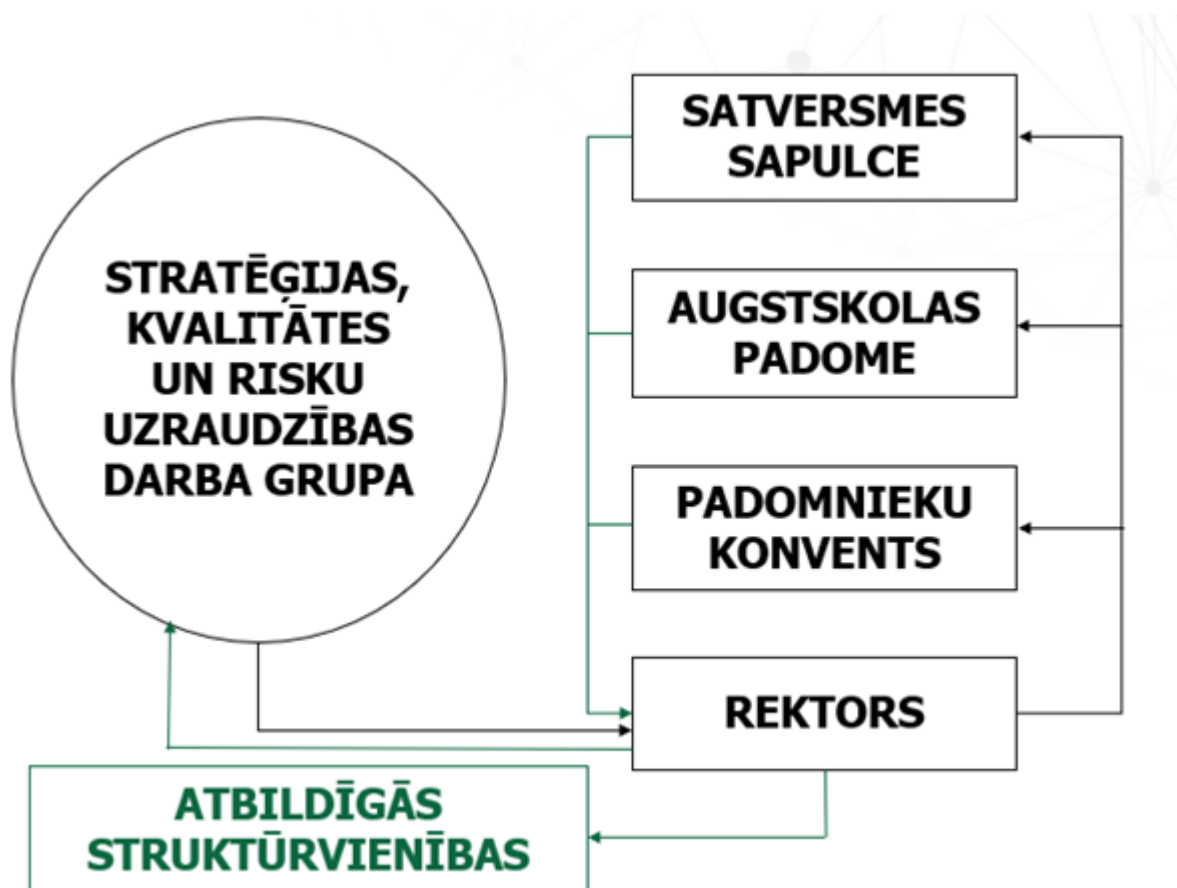 STRATĒĢIJAS,
KVALITĀTES
UN RISKU
UZRAUDZĪBAS
DARBA GRUPA
SATVERSMES
SAPULCE
AUGSTSKOLAS
PADOME
PADOMNIEKU
KONVENTS
REKTORS
ATBILDĪGĀS
STRUKTŪRVIENĪBAS